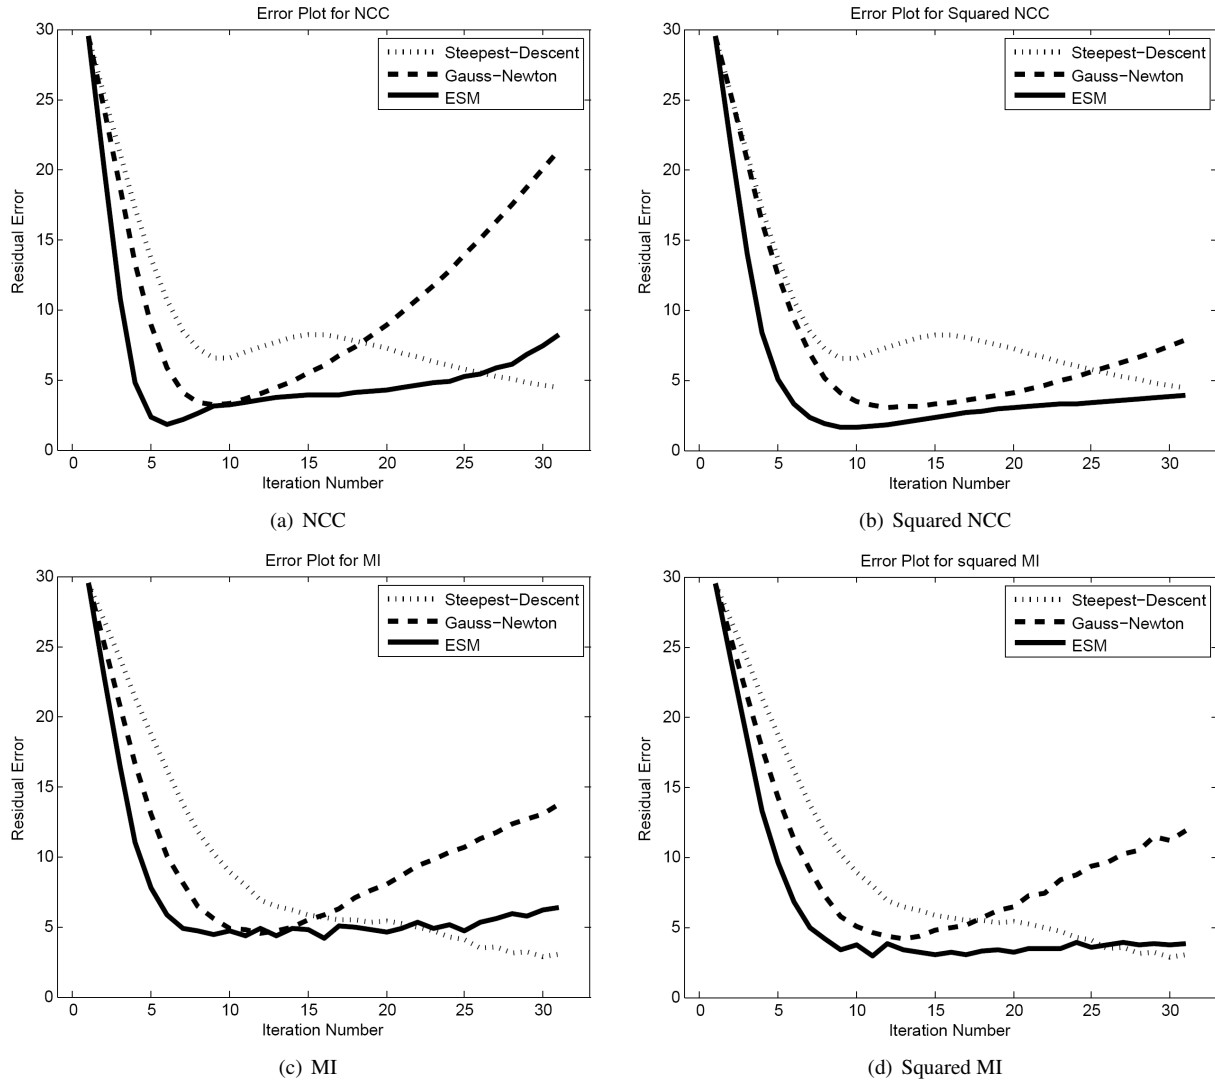 Error Plot for NCC
30
25
20
15
10
5
0
Residual Error
0 5 10 15 20 25 30
Iteration Number
Steepest−Descent
Gauss−Newton
ESM
(a) NCC
Error Plot for Squared NCC
30
25
20
15
10
5
0
Residual Error
0 5 10 15 20 25 30
Iteration Number
Steepest−Descent
Gauss−Newton
ESM
(b) Squared NCC
Error Plot for MI
30
25
20
15
10
5
0
Residual Error
0 5 10 15 20 25 30
Iteration Number
Steepest−Descent
Gauss−Newton
ESM
(c) MI
Error Plot for squared MI
30
25
20
15
10
5
0
Residual Error
0 5 10 15 20 25 30
Iteration Number
Steepest−Descent
Gauss−Newton
ESM
(d) Squared MI